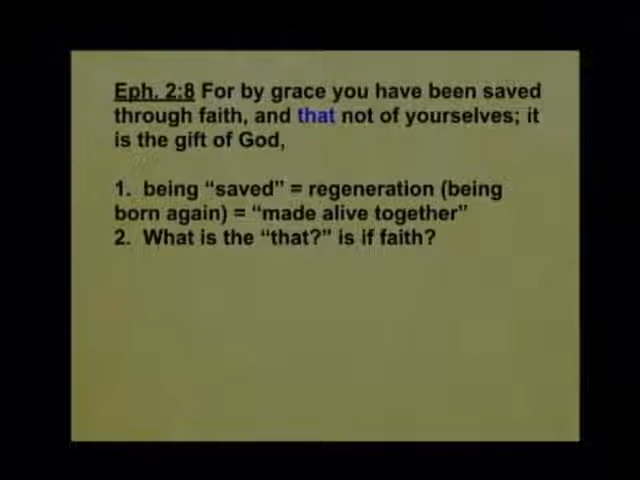 Eph. 2:8 For by grace you have been saved
through faith, and that not of yourselves; it
is the gift of God,
1. being “saved” = regeneration (being
born again) = “made alive together”
2. What is the “that?” is if faith?